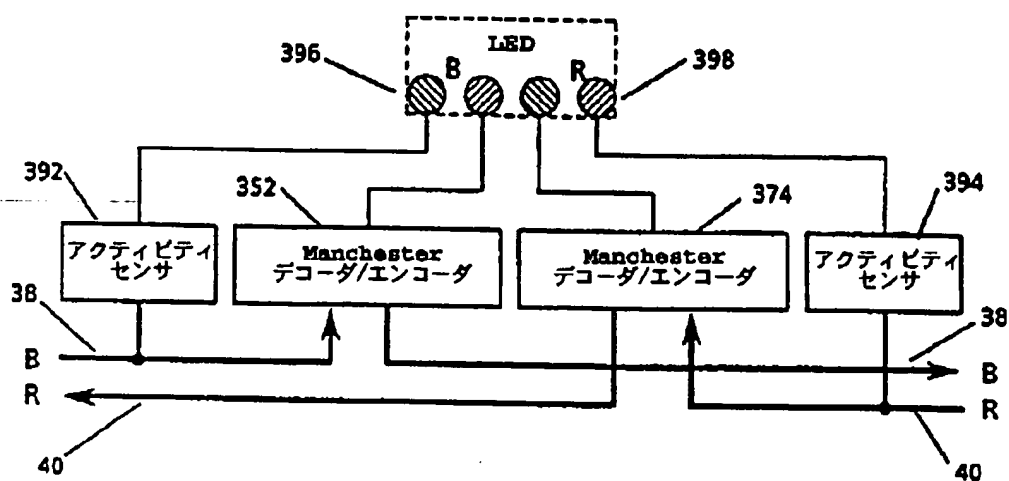 LED
396
B
R
398
392
352
374
394
アクティビティ
センサ
Manchester
デコーダ/エンコーダ
Manchester
デコーダ/エンコーダ
アクティビティ
センサ
38
38
B
B
R
R
40
40